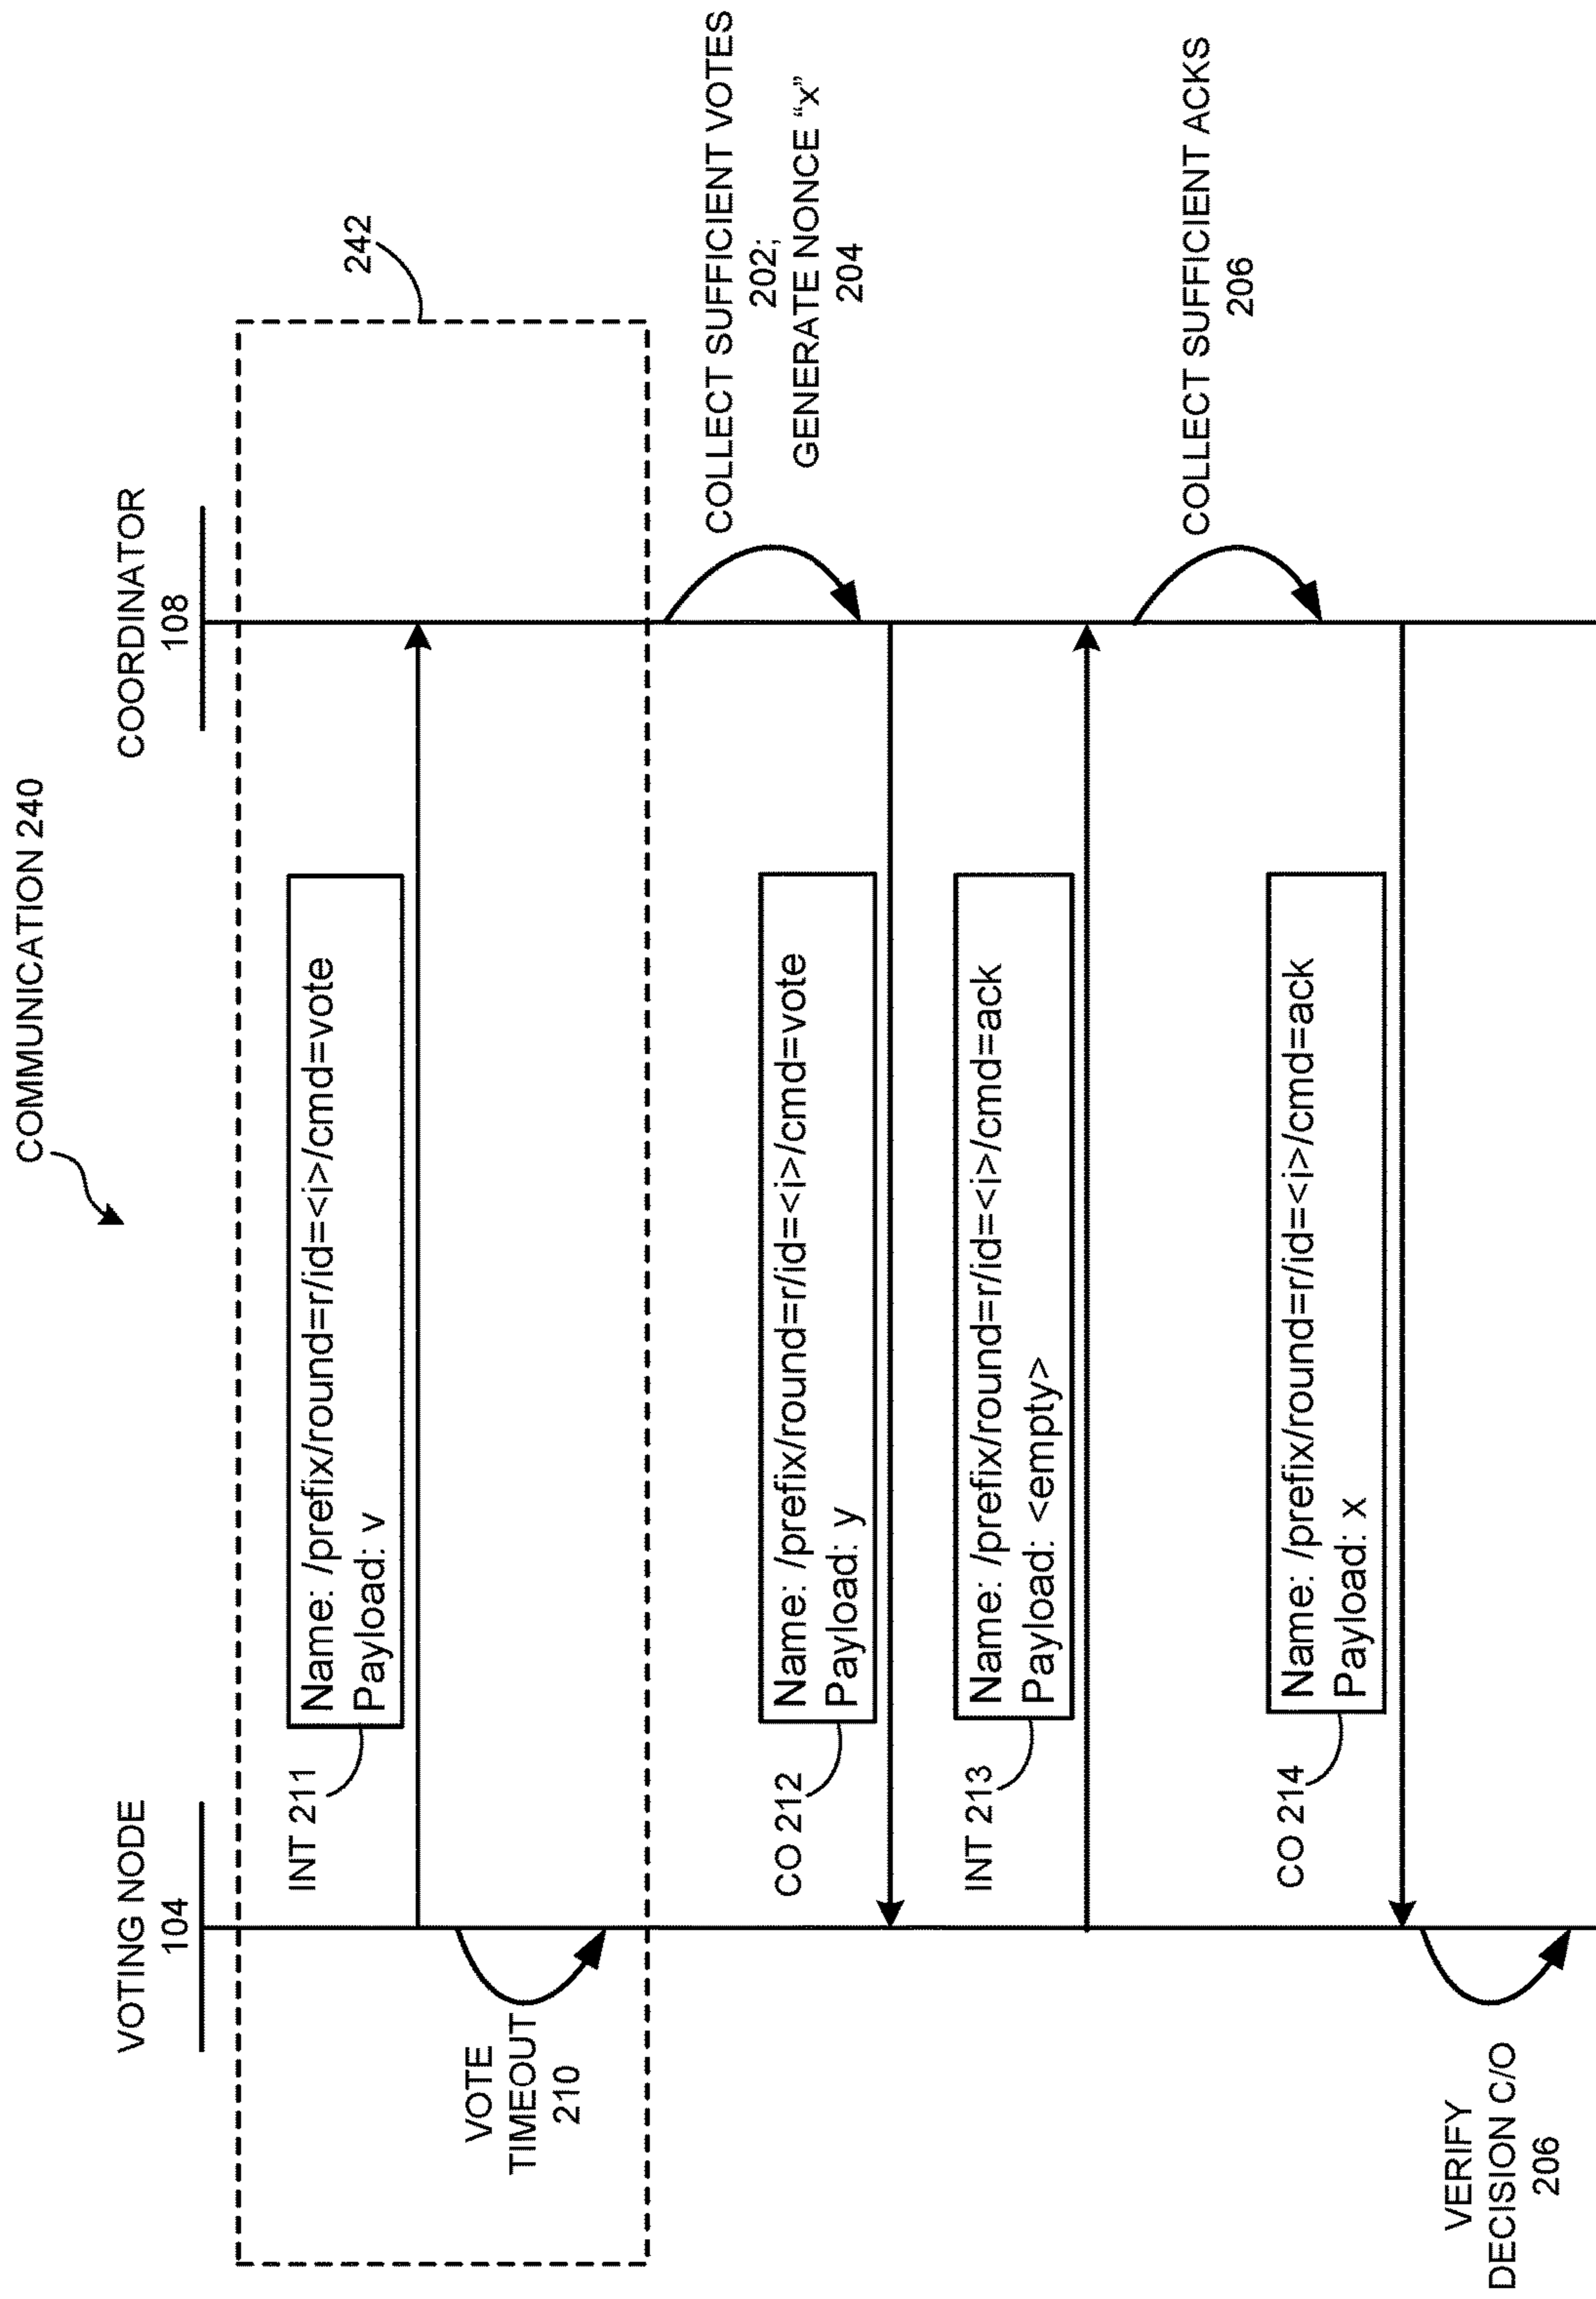 COMMUNICATION 240
VOTING NODE
104
COORDINATOR
108
242
INT 211
Name: /prefix/round=r/id=<i>/cmd=vote
Payload: v
VOTE
TIMEOUT
210
COLLECT SUFFICIENT VOTES
202;
GENERATE NONCE “x”
204
CO 212
Name: /prefix/round=r/id=<i>/cmd=vote
Payload: y
INT 213
Name: /prefix/round=r/id=<i>/cmd=ack
Payload: <empty>
COLLECT SUFFICIENT ACKS
206
CO 214
Name: /prefix/round=r/id=<i>/cmd=ack
Payload: x
VERIFY
DECISION C/O
206